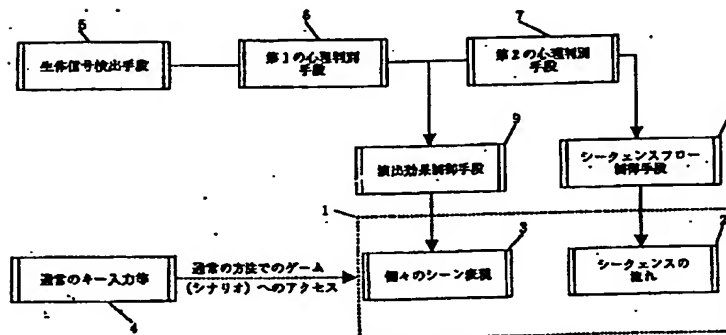 5
6
7
生体信号検出手段
第1の心理判別
手段
第2の心理判別
手段
9
演出効果制御手段
シークェンスフロー
制御手段
1
3
2
通常のキー入力等
通常の方法でのゲーム
(シナリオ)へのアクセス
個々のシーン表現
シークェンスの
流れ
4